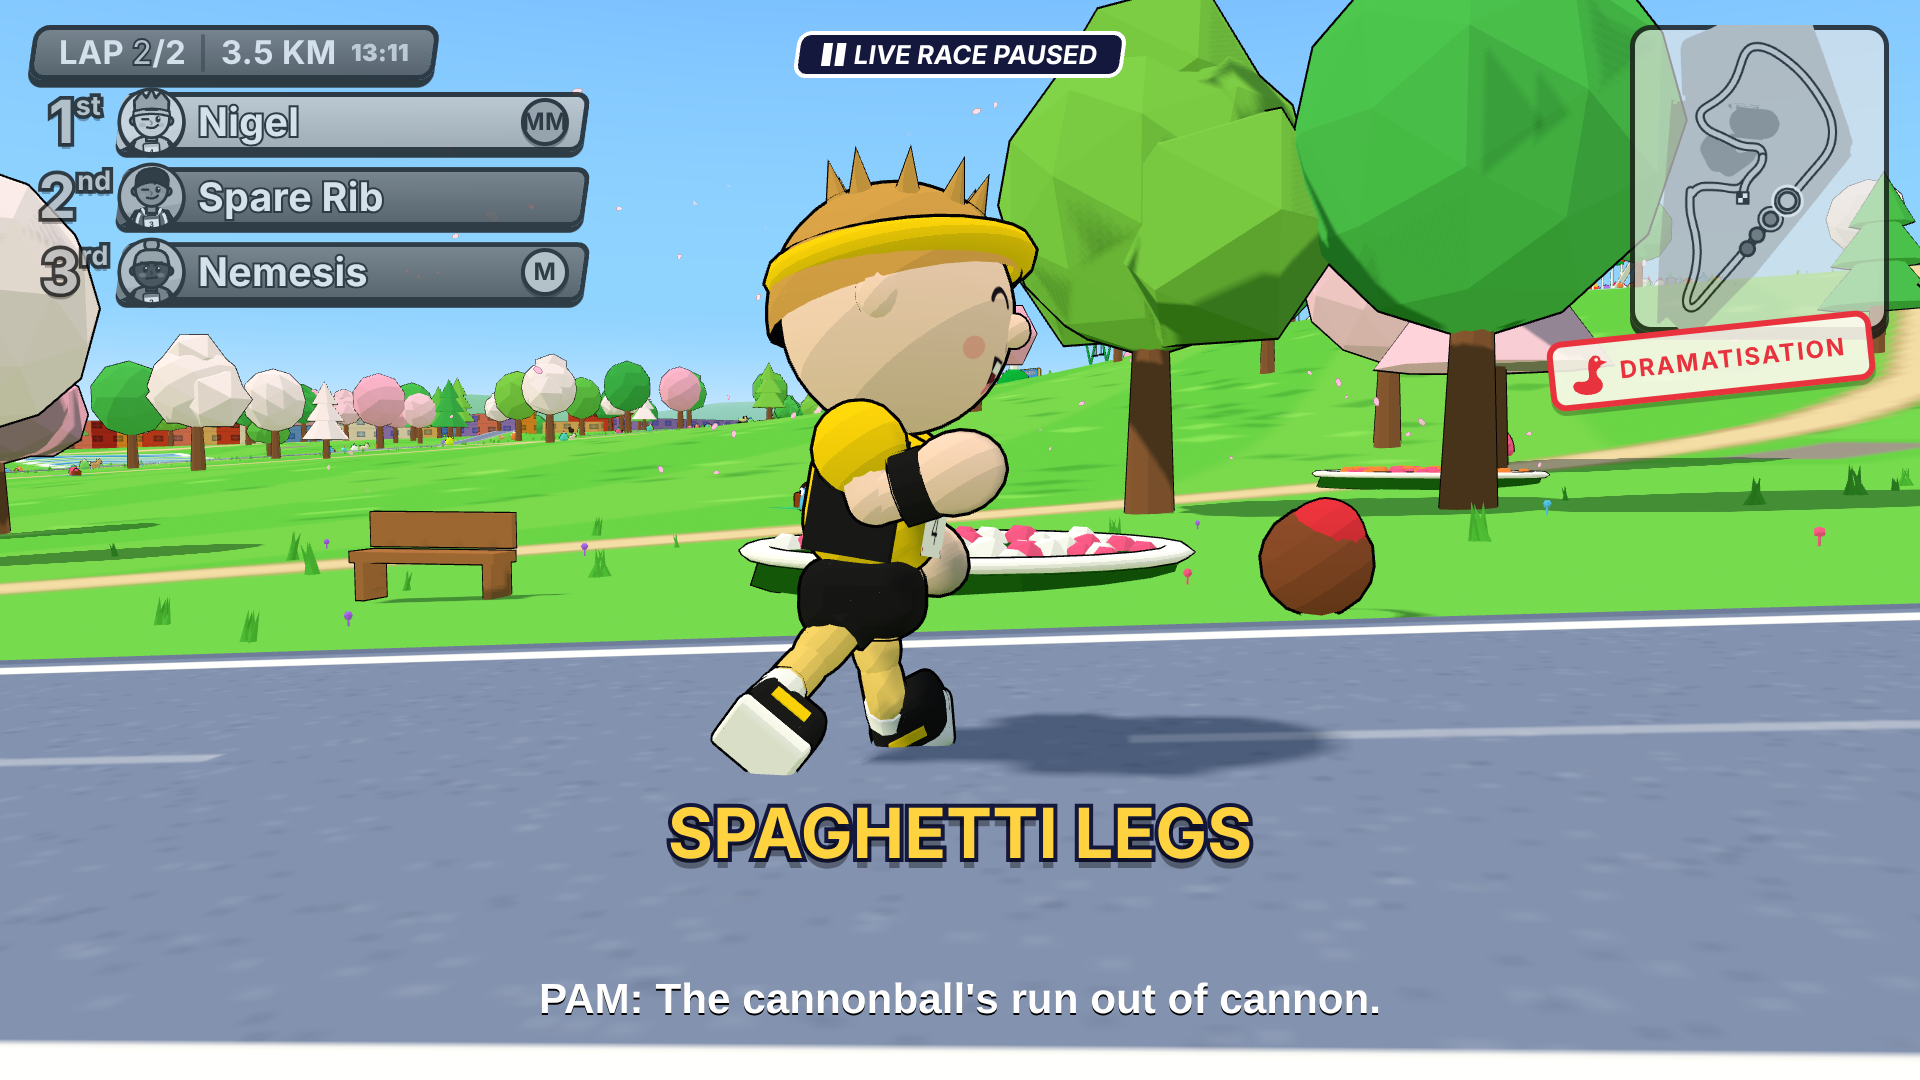 LAP 2/2 3.5 KM 13:11
LIVE RACE PAUSED
1st Nigel MM
2nd Spare Rib
3rd Nemesis M
DRAMATISATION
SPAGHETTI LEGS
PAM: The cannonball's run out of cannon.